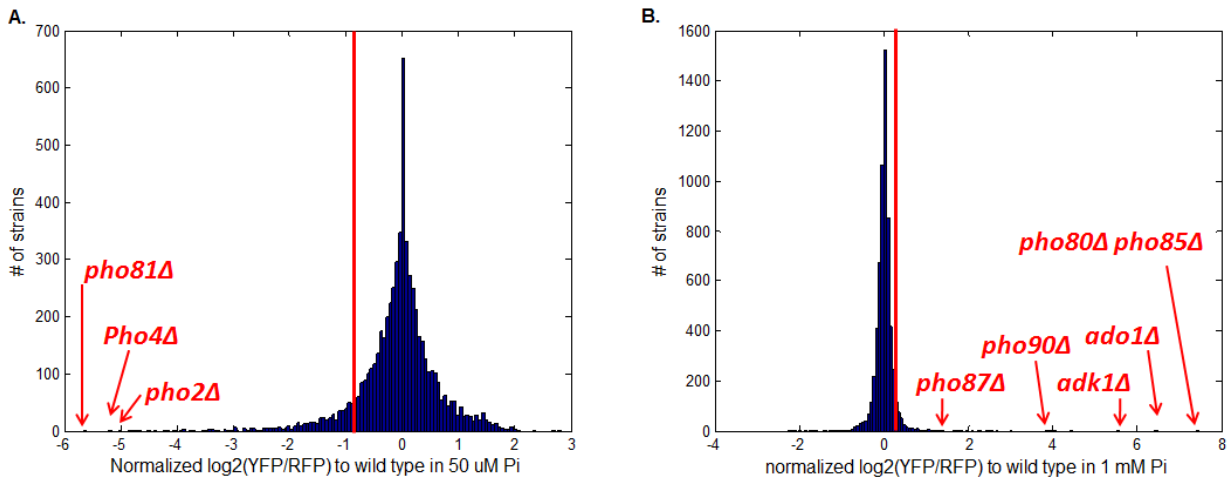 A.
700
600
500
400
300
200
100
0
# of strains
pho81Δ
Pho4Δ
pho2Δ
-6 -5 -4 -3 -2 -1 0 1 2 3
Normalized log2(YFP/RFP) to wild type in 50 uM Pi
B.
1600
1400
1200
1000
800
600
400
200
0
# of strains
pho80Δ pho85Δ
pho90Δ ado1Δ
pho87Δ adk1Δ
-4 -2 0 2 4 6 8
normalized log2(YFP/RFP) to wild type in 1 mM Pi